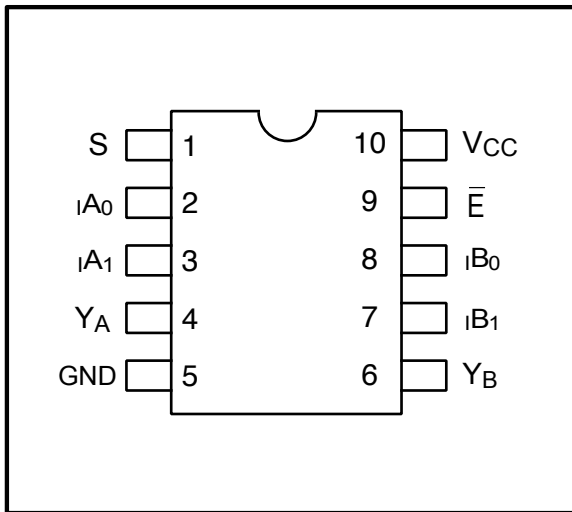 S 1 10 VCC
IA0 2 9 E̅
IA1 3 8 IB0
YA 4 7 IB1
GND 5 6 YB